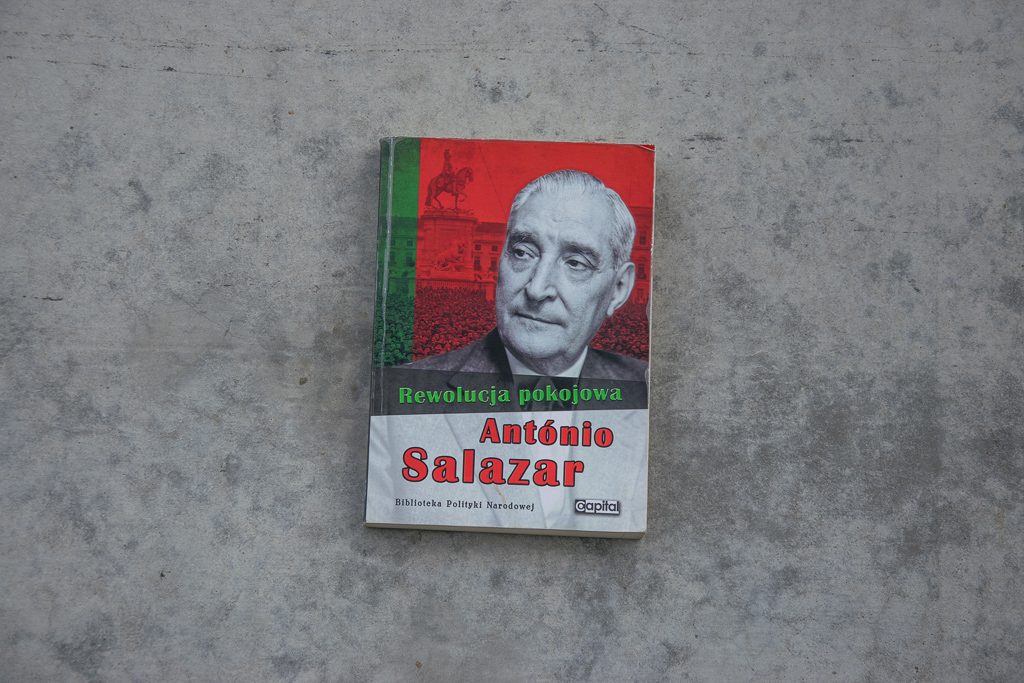 Rewolucja pokojowa
António
Salazar
Biblioteka Polityki Narodowej
capital